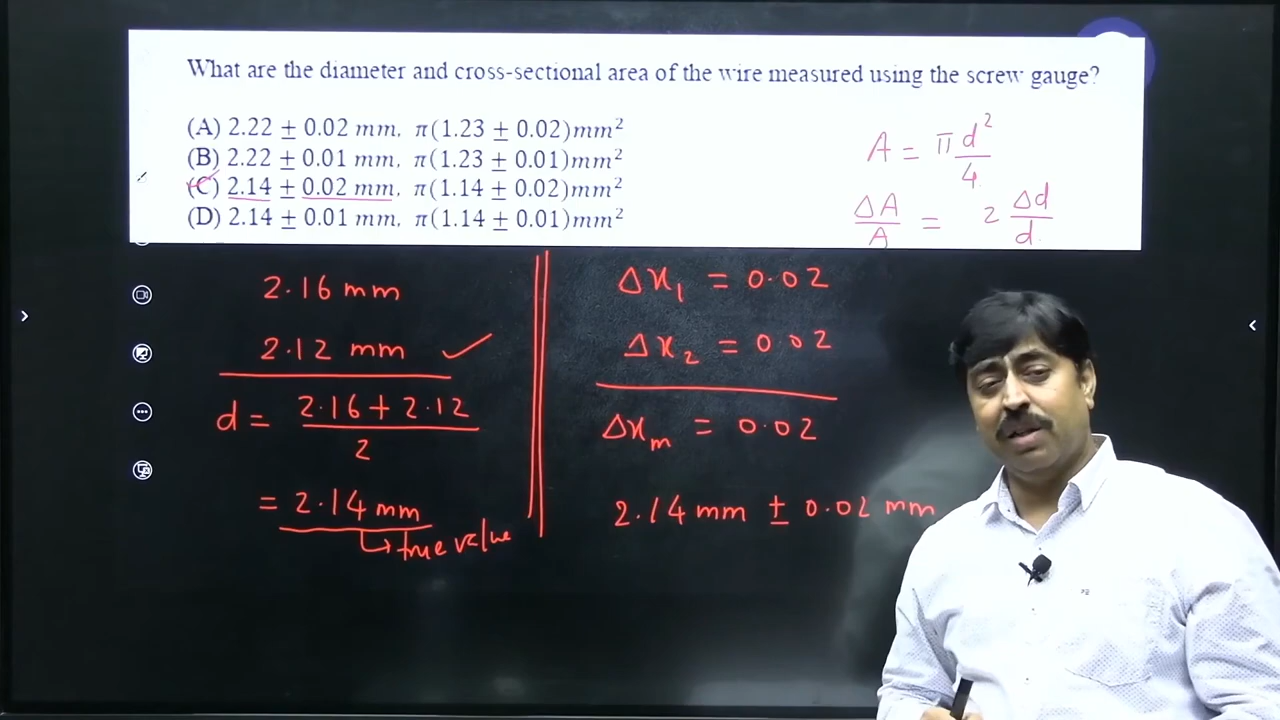 What are the diameter and cross-sectional area of the wire measured using the screw gauge?
(A) 2.22 ± 0.02 mm, π(1.23 ± 0.02)mm²
(B) 2.22 ± 0.01 mm, π(1.23 ± 0.01)mm²
(C) 2.14 ± 0.02 mm, π(1.14 ± 0.02)mm²
(D) 2.14 ± 0.01 mm, π(1.14 ± 0.01)mm²
A = πd²/4
ΔA/A = 2 Δd/d
2.16 mm
2.12 mm ✓
d = (2.16 + 2.12)/2
= 2.14 mm
↳ true value
Δx₁ = 0.02
Δx₂ = 0.02
Δxₘ = 0.02
2.14 mm ± 0.02 mm